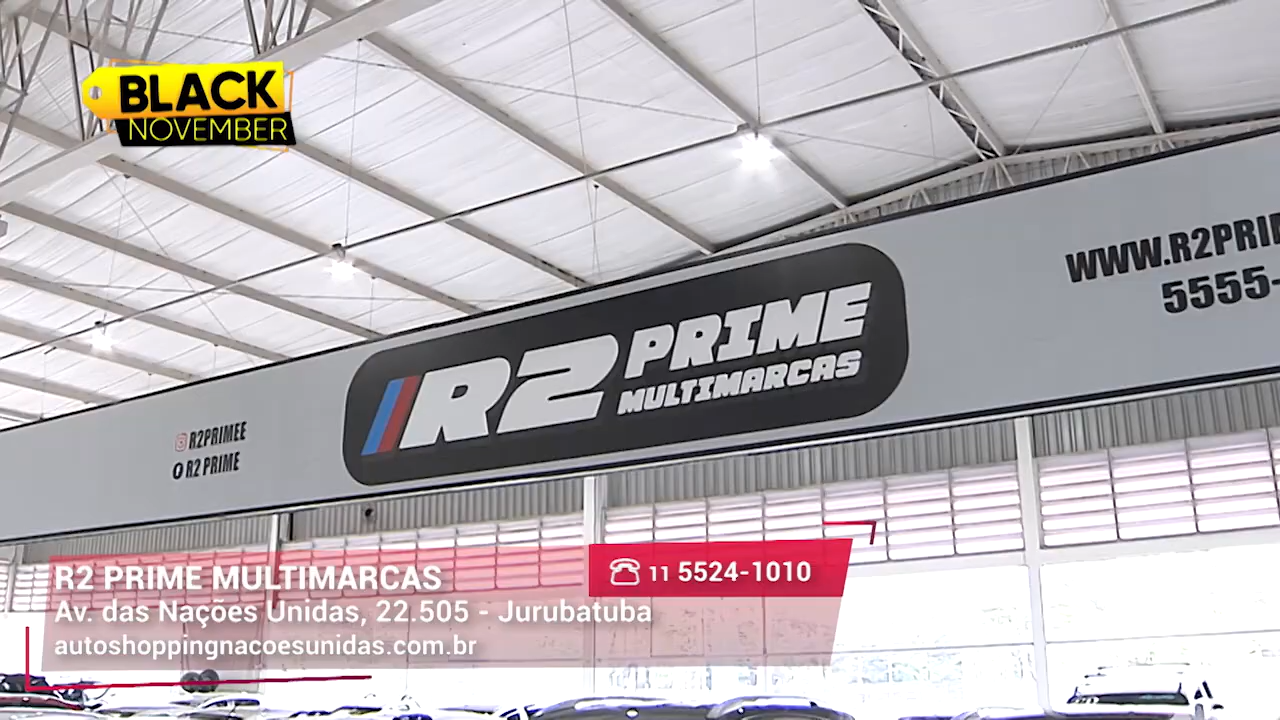 BLACK
NOVEMBER
WWW.R2PRI
5555-
R2 PRIME
MULTIMARCAS
R2PRIMEE
R2 PRIME
R2 PRIME MULTIMARCAS
11 5524-1010
Av. das Nações Unidas, 22.505 - Jurubatuba
autoshoppingnacoesunidas.com.br